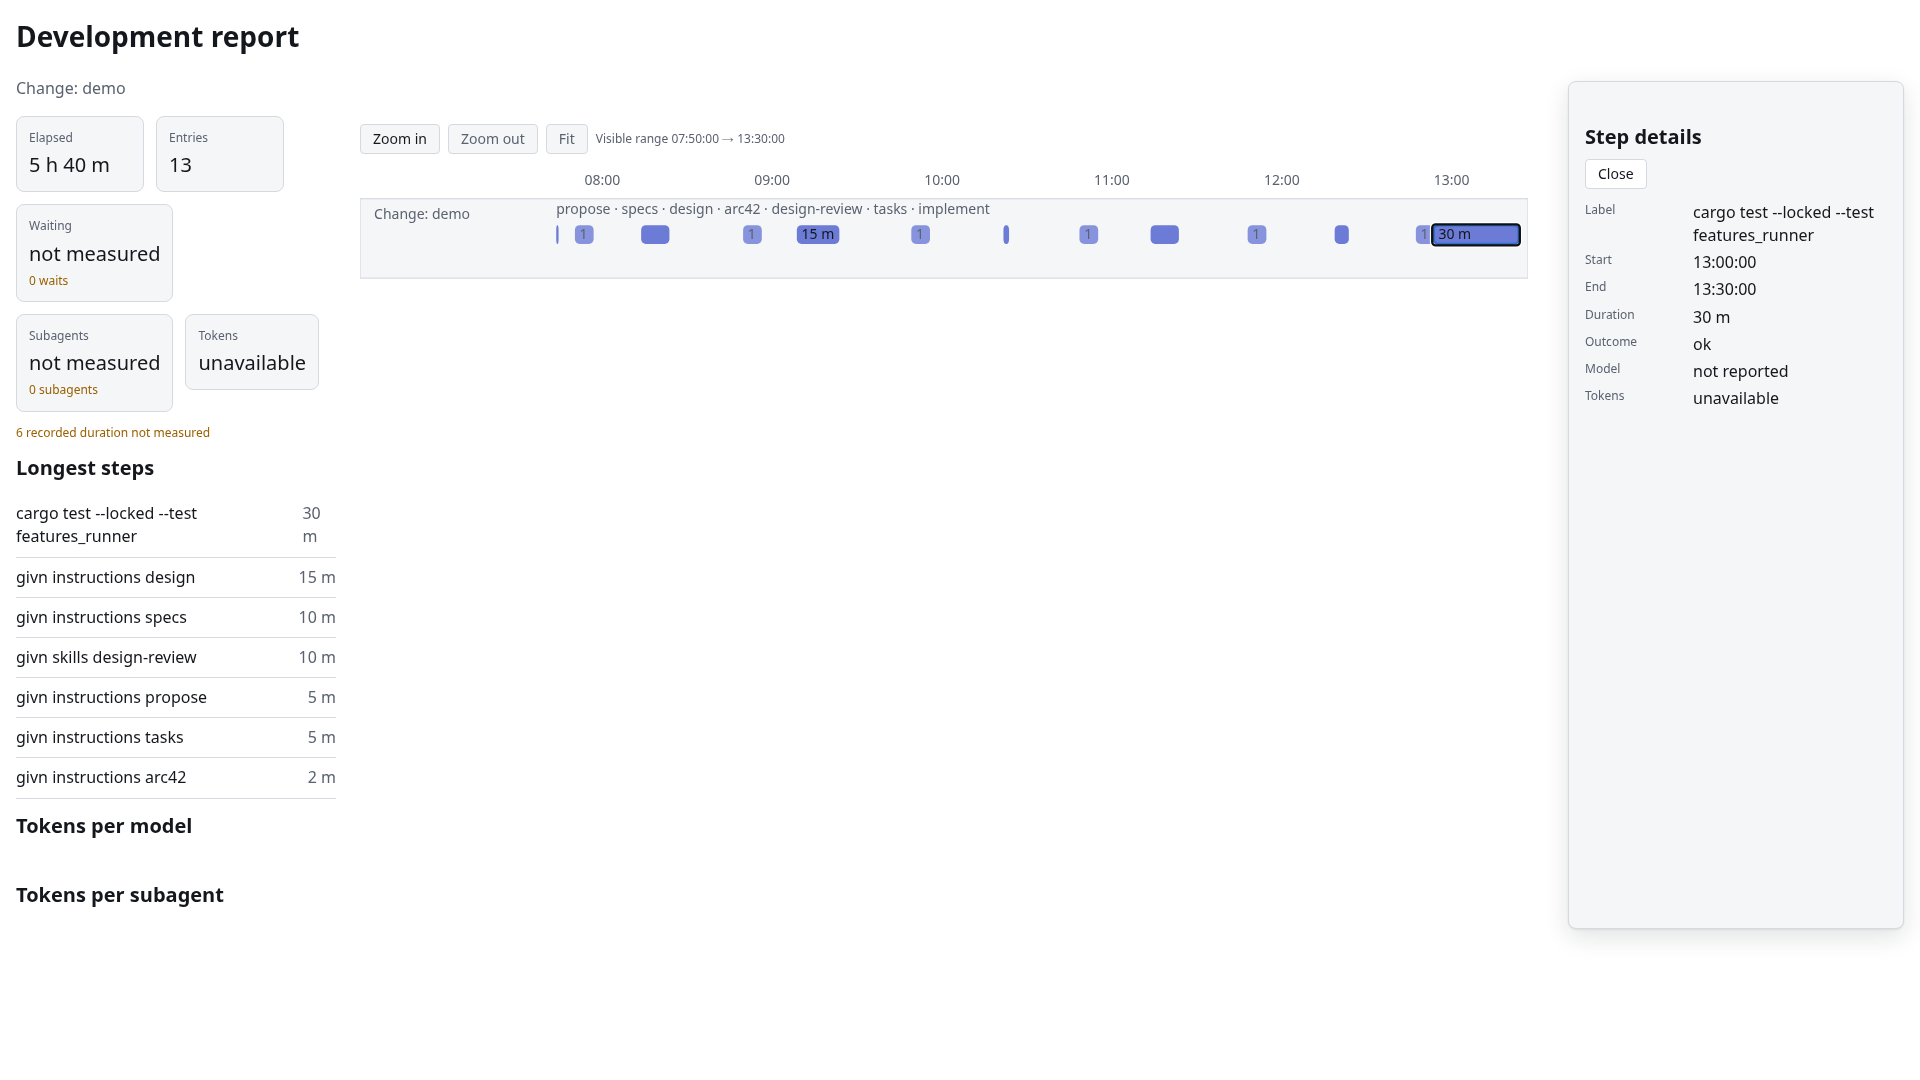 Development report
Change: demo
Elapsed
5 h 40 m
Entries
13
Waiting
not measured
0 waits
Subagents
not measured
0 subagents
Tokens
unavailable
6 recorded duration not measured
Longest steps
cargo test --locked --test
features_runner
30
m
givn instructions design 15 m
givn instructions specs 10 m
givn skills design-review 10 m
givn instructions propose 5 m
givn instructions tasks 5 m
givn instructions arc42 2 m
Tokens per model
Tokens per subagent
Zoom in Zoom out Fit Visible range 07:50:00 → 13:30:00
08:00 09:00 10:00 11:00 12:00 13:00
Change: demo
propose · specs · design · arc42 · design-review · tasks · implement
1 1 15 m 1 1 1 1 30 m
Step details
Close
Label cargo test --locked --test
features_runner
Start 13:00:00
End 13:30:00
Duration 30 m
Outcome ok
Model not reported
Tokens unavailable